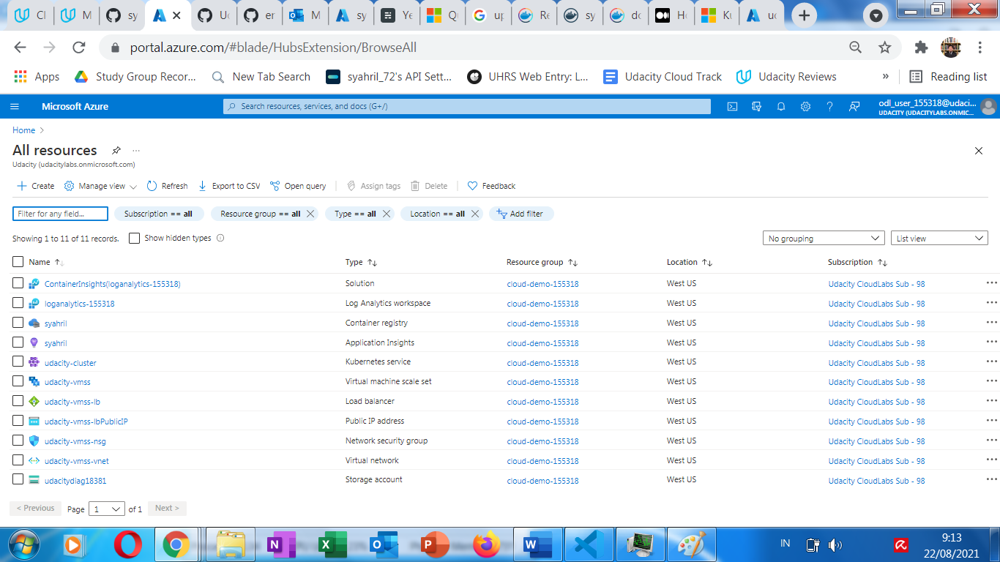 Cl M sy Uc er M sy Ye Q up Re sy do Ho Ku uc
portal.azure.com/#blade/HubsExtension/BrowseAll
Apps Study Group Recor... New Tab Search syahril_72's API Sett... UHRS Web Entry: L... Udacity Cloud Track Udacity Reviews » Reading list
Microsoft Azure Search resources, services, and docs (G+/) odl_user_155318@udaci...
UDACITY (UDACITYLABS.ONMIC...
Home >
All resources ...
Udacity (udacitylabs.onmicrosoft.com)
+ Create Manage view Refresh Export to CSV Open query Assign tags Delete Feedback
Filter for any field... Subscription == all Resource group == all Type == all Location == all Add filter
Showing 1 to 11 of 11 records. Show hidden types No grouping List view
Name Type Resource group Location Subscription
ContainerInsights(loganalytics-155318) Solution cloud-demo-155318 West US Udacity CloudLabs Sub - 98 ...
loganalytics-155318 Log Analytics workspace cloud-demo-155318 West US Udacity CloudLabs Sub - 98 ...
syahril Container registry cloud-demo-155318 West US Udacity CloudLabs Sub - 98 ...
syahril Application Insights cloud-demo-155318 West US Udacity CloudLabs Sub - 98 ...
udacity-cluster Kubernetes service cloud-demo-155318 West US Udacity CloudLabs Sub - 98 ...
udacity-vmss Virtual machine scale set cloud-demo-155318 West US Udacity CloudLabs Sub - 98 ...
udacity-vmss-lb Load balancer cloud-demo-155318 West US Udacity CloudLabs Sub - 98 ...
udacity-vmss-lbPublicIP Public IP address cloud-demo-155318 West US Udacity CloudLabs Sub - 98 ...
udacity-vmss-nsg Network security group cloud-demo-155318 West US Udacity CloudLabs Sub - 98 ...
udacity-vmss-vnet Virtual network cloud-demo-155318 West US Udacity CloudLabs Sub - 98 ...
udacitydiag18381 Storage account cloud-demo-155318 West US Udacity CloudLabs Sub - 98 ...
< Previous Page 1 of 1 Next >
IN 9:13
22/08/2021